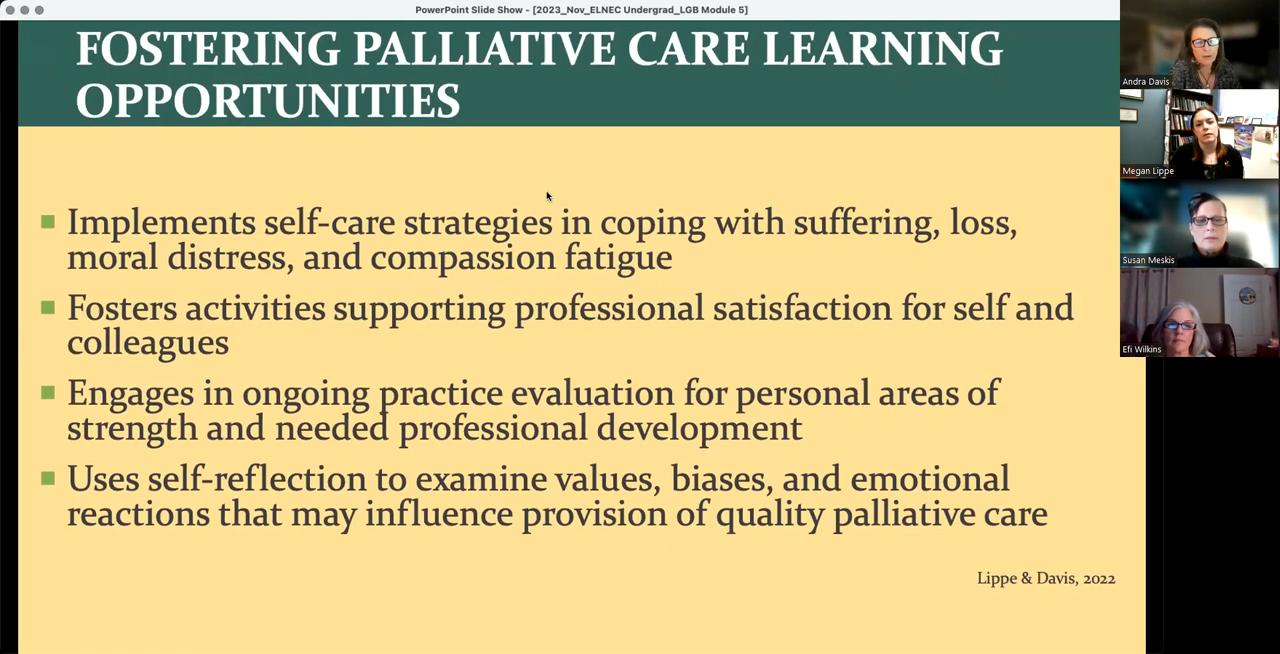 PowerPoint Slide Show - [2023_Nov_ELNEC Undergrad_LGB Module 5]
FOSTERING PALLIATIVE CARE LEARNING
OPPORTUNITIES
Implements self-care strategies in coping with suffering, loss,
moral distress, and compassion fatigue
Fosters activities supporting professional satisfaction for self and
colleagues
Engages in ongoing practice evaluation for personal areas of
strength and needed professional development
Uses self-reflection to examine values, biases, and emotional
reactions that may influence provision of quality palliative care
Lippe & Davis, 2022
Andra Davis
Megan Lippe
Susan Meskis
Efi Wilkins